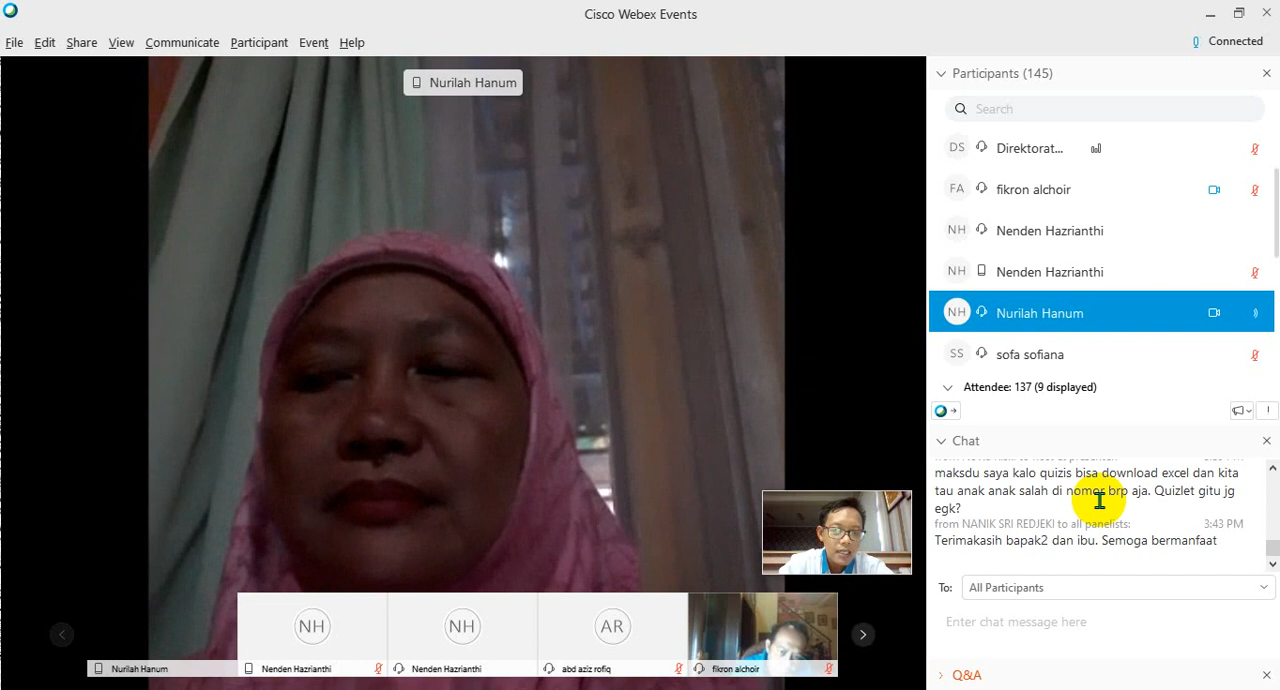 Cisco Webex Events
File Edit Share View Communicate Participant Event Help
Connected
Nurilah Hanum
Participants (145)
Search
DS Direktorat...
FA fikron alchoir
NH Nenden Hazrianthi
NH Nenden Hazrianthi
NH Nurilah Hanum
SS sofa sofiana
Attendee: 137 (9 displayed)
Chat
maksdu saya kalo quizis bisa download excel dan kita
tau anak anak salah di nomor brp aja. Quizlet gitu jg
egk?
from NANIK SRI REDJEKI to all panelists: 3:43 PM
Terimakasih bapak2 dan ibu. Semoga bermanfaat
To: All Participants
Enter chat message here
Q&A
NH NH AR
Nurilah Hanum Nenden Hazrianthi Nenden Hazrianthi abd aziz rofiq fikron alchoir